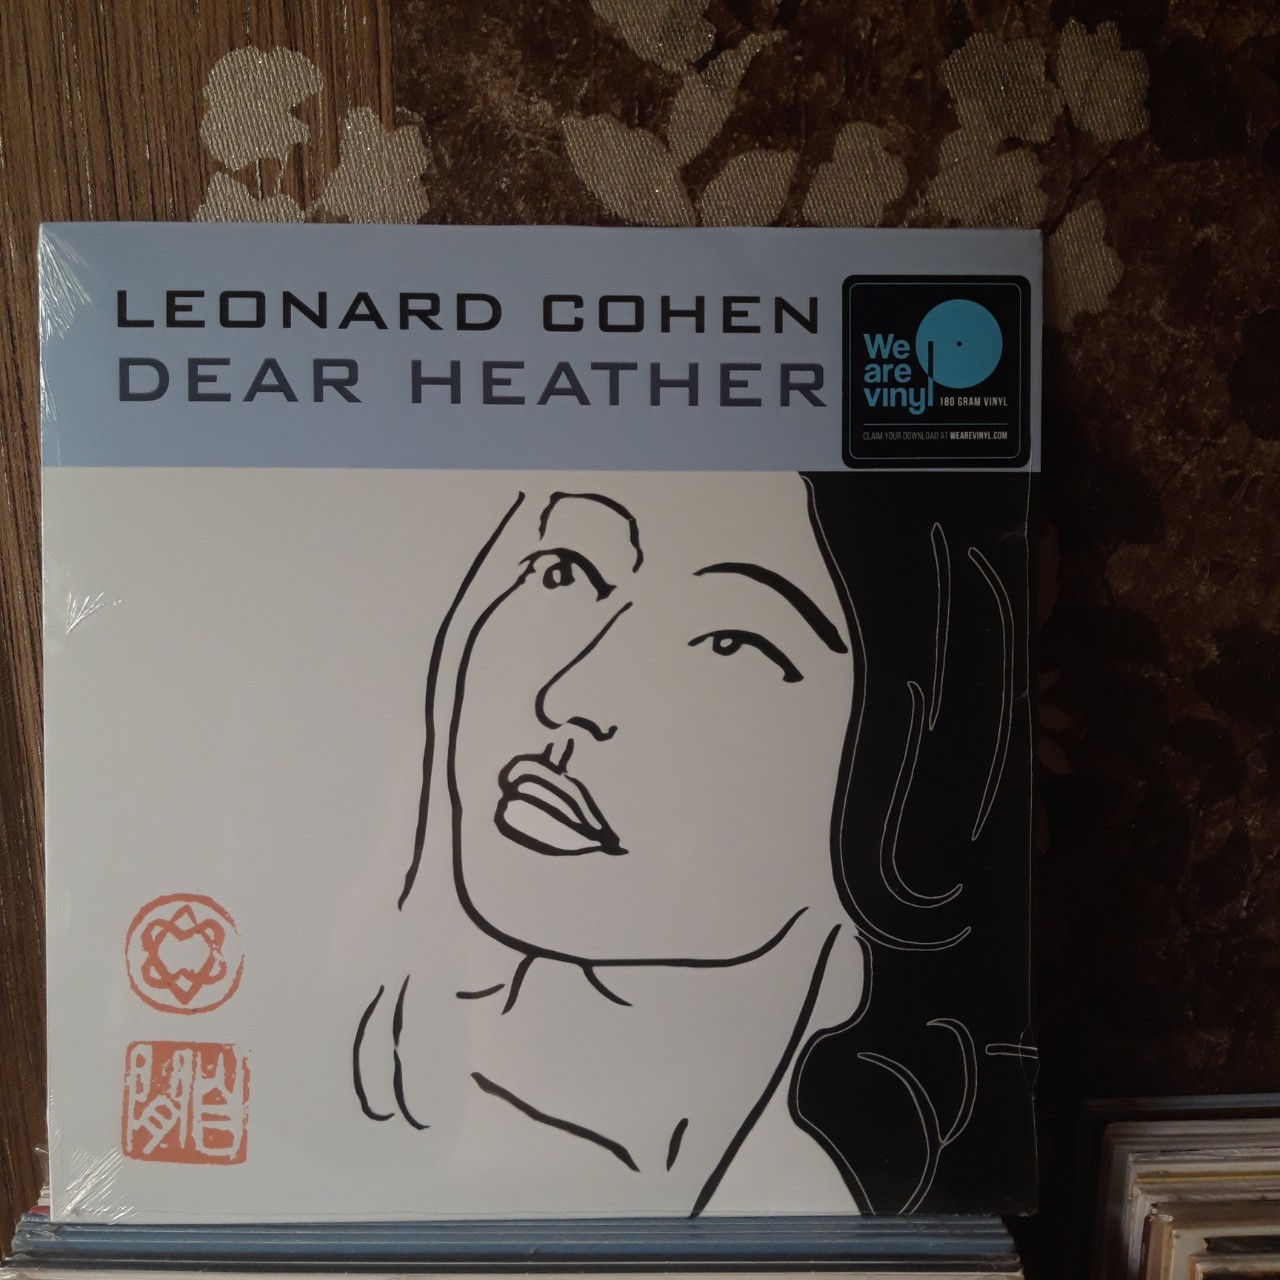 LEONARD COHEN
DEAR HEATHER
We
are
vinyl
180 GRAM VINYL
CLAIM YOUR DOWNLOAD AT WEAREVINYL.COM